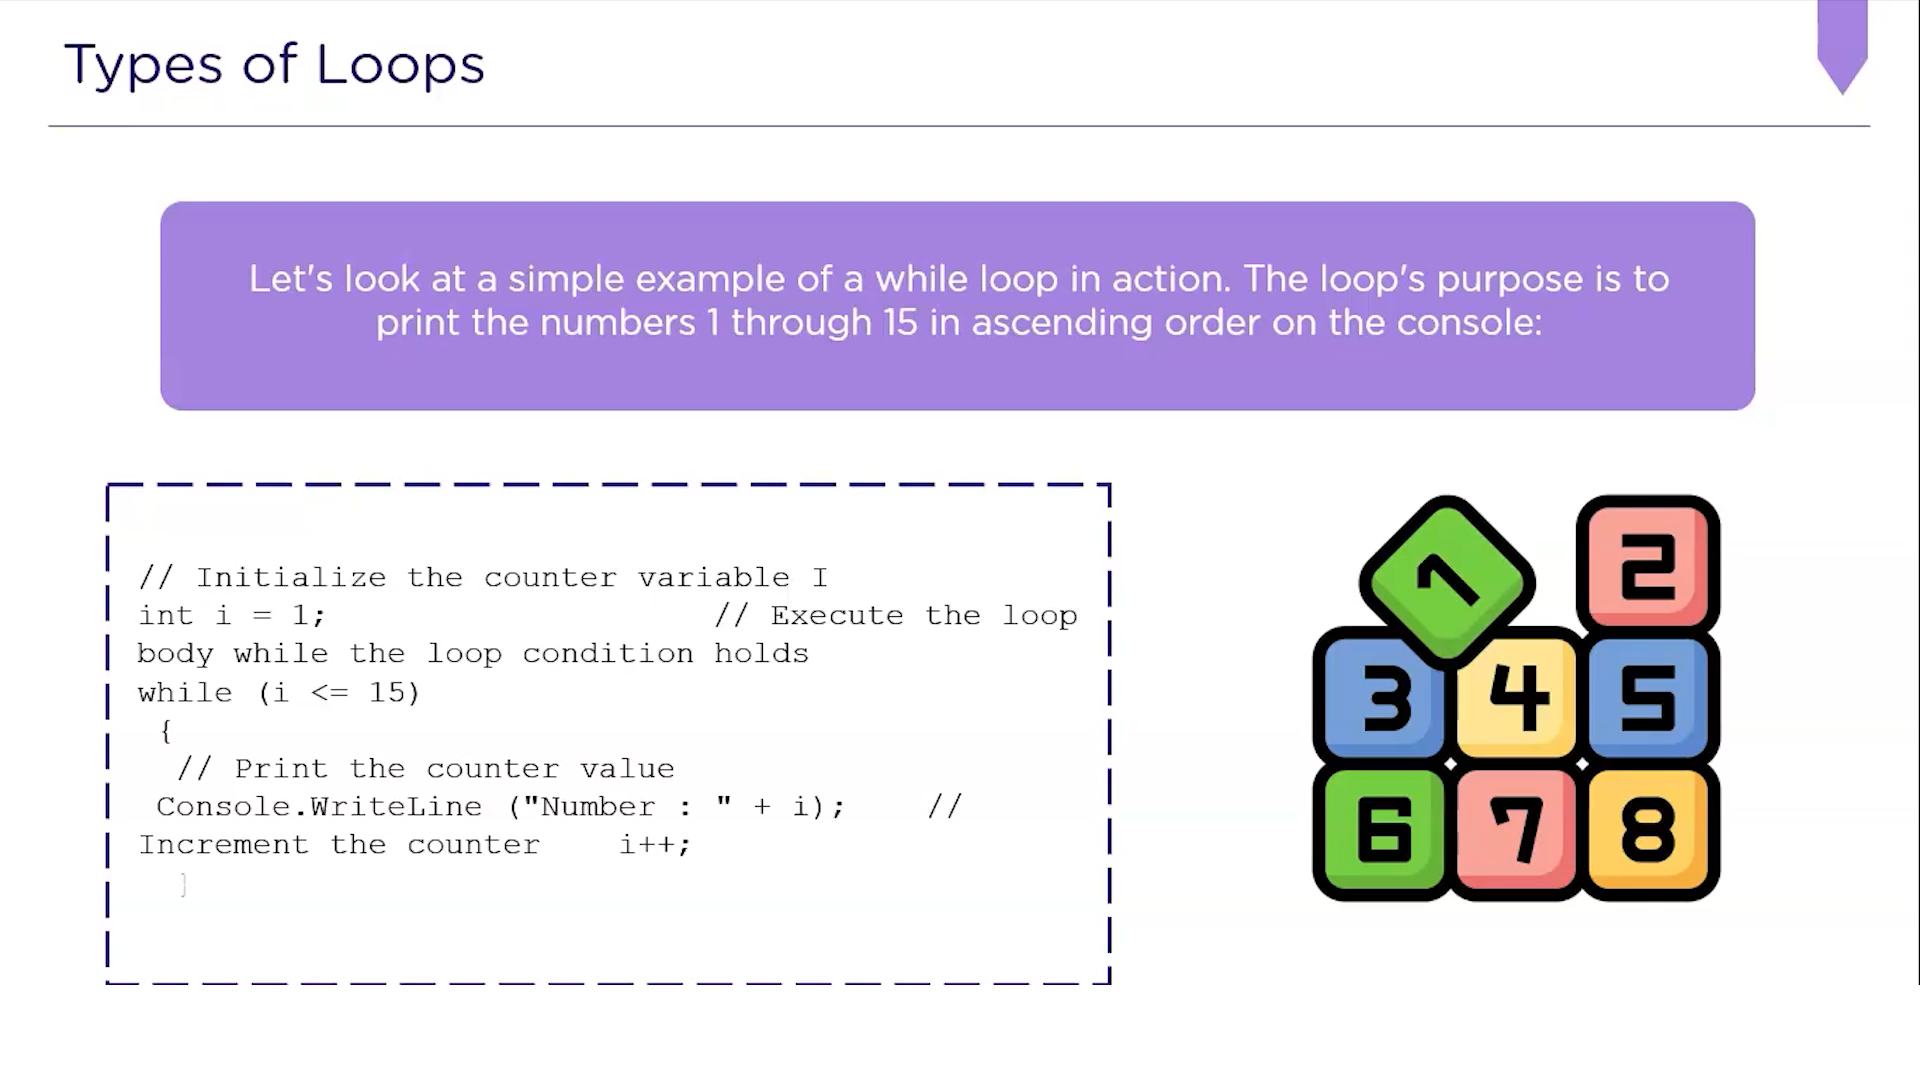 Types of Loops
Let's look at a simple example of a while loop in action. The loop's purpose is to
print the numbers 1 through 15 in ascending order on the console:
// Initialize the counter variable I
int i = 1; // Execute the loop
body while the loop condition holds
while (i <= 15)
{
// Print the counter value
Console.WriteLine ("Number : " + i); //
Increment the counter i++;
]
1 2
3 4 5
6 7 8